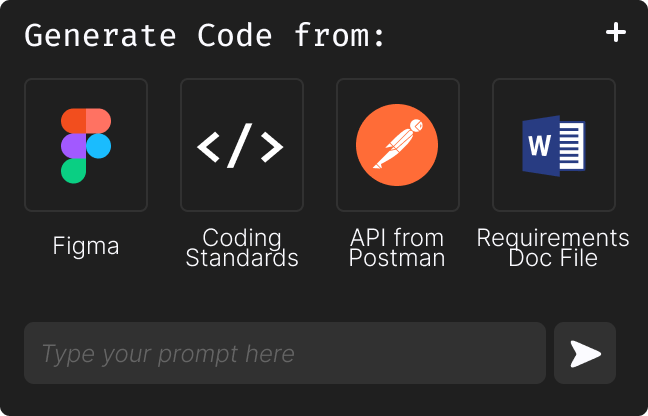 Generate Code from:
+
</>
W
Figma
Coding
Standards
API from
Postman
Requirements
Doc File
Type your prompt here